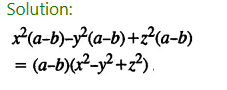 Solution:
x²(a-b)-y²(a-b)+z²(a-b)
= (a-b)(x²-y²+z²).